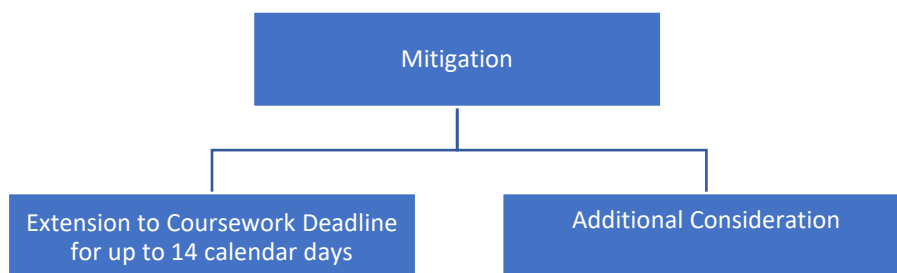 Mitigation
Extension to Coursework Deadline
for up to 14 calendar days
Additional Consideration